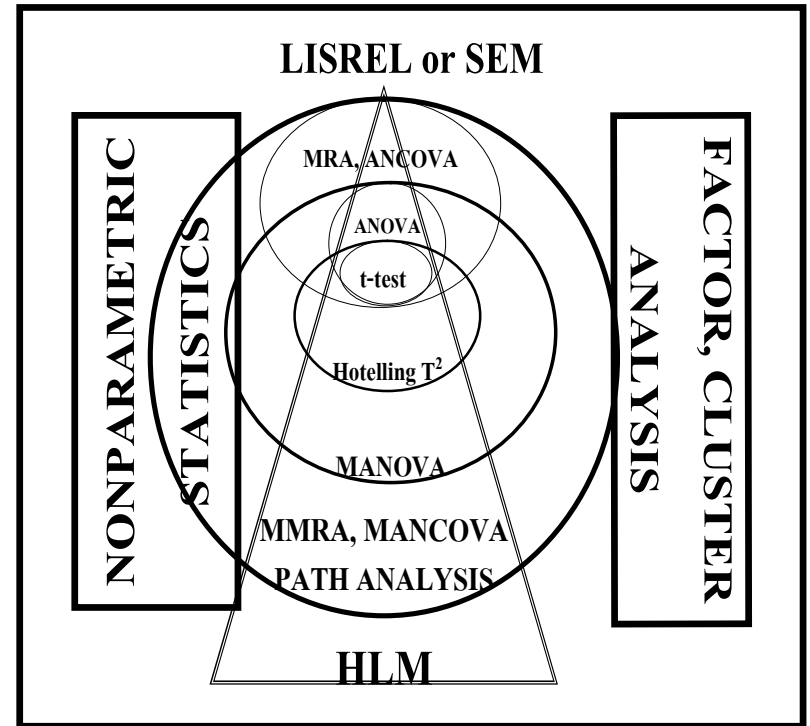 LISREL or SEM
NONPARAMETRIC
STATISTICS
MRA, ANCOVA
ANOVA
t-test
Hotelling T²
MANOVA
MMRA, MANCOVA
PATH ANALYSIS
HLM
FACTOR, CLUSTER
ANALYSIS